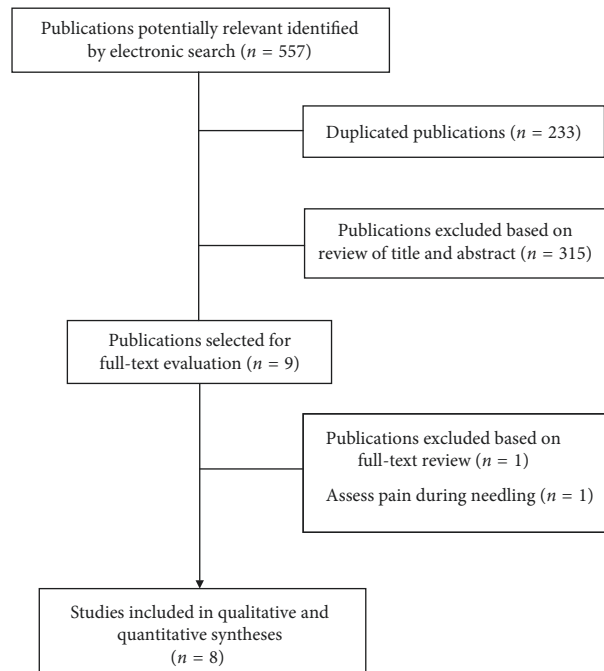 Publications potentially relevant identified
by electronic search (n = 557)
Duplicated publications (n = 233)
Publications excluded based on
review of title and abstract (n = 315)
Publications selected for
full-text evaluation (n = 9)
Publications excluded based on
full-text review (n = 1)
Assess pain during needling (n = 1)
Studies included in qualitative and
quantitative syntheses
(n = 8)